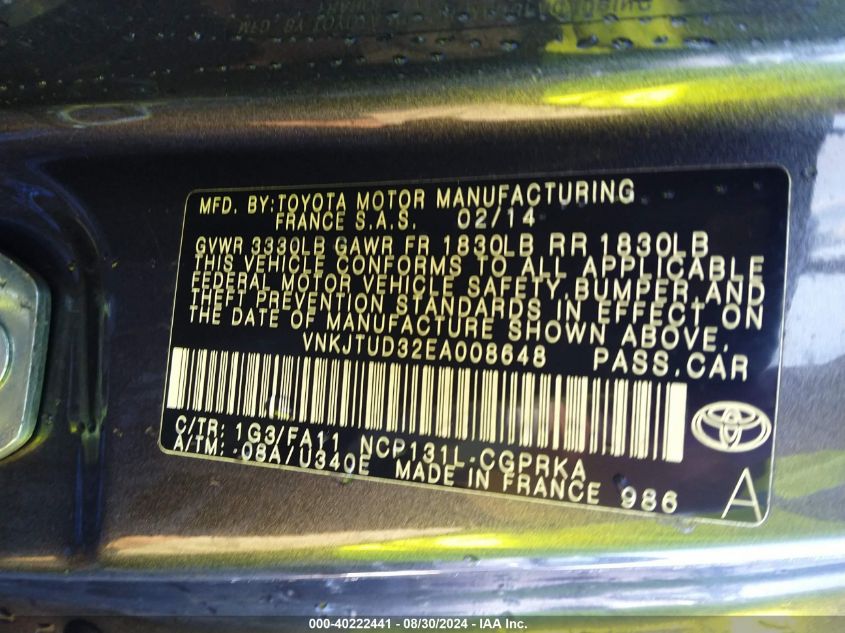 MFD. BY:TOYOTA MOTOR MANUFACTURING
FRANCE S.A.S. 02/14
GVWR 3330LB GAWR FR 1830LB RR 1830LB
THIS VEHICLE CONFORMS TO ALL APPLICABLE
FEDERAL MOTOR VEHICLE SAFETY,BUMPER,AND
THEFT PREVENTION STANDARDS IN EFFECT ON
THE DATE OF MANUFACTURE SHOWN ABOVE.
VNKJTUD32EA008648 PASS.CAR
C/TR: 1G3/FA11 NCP131L-CGPRKA
A/TM: -08A/U340E MADE IN FRANCE 986
A
000-40222441 - 08/30/2024 - IAA Inc.